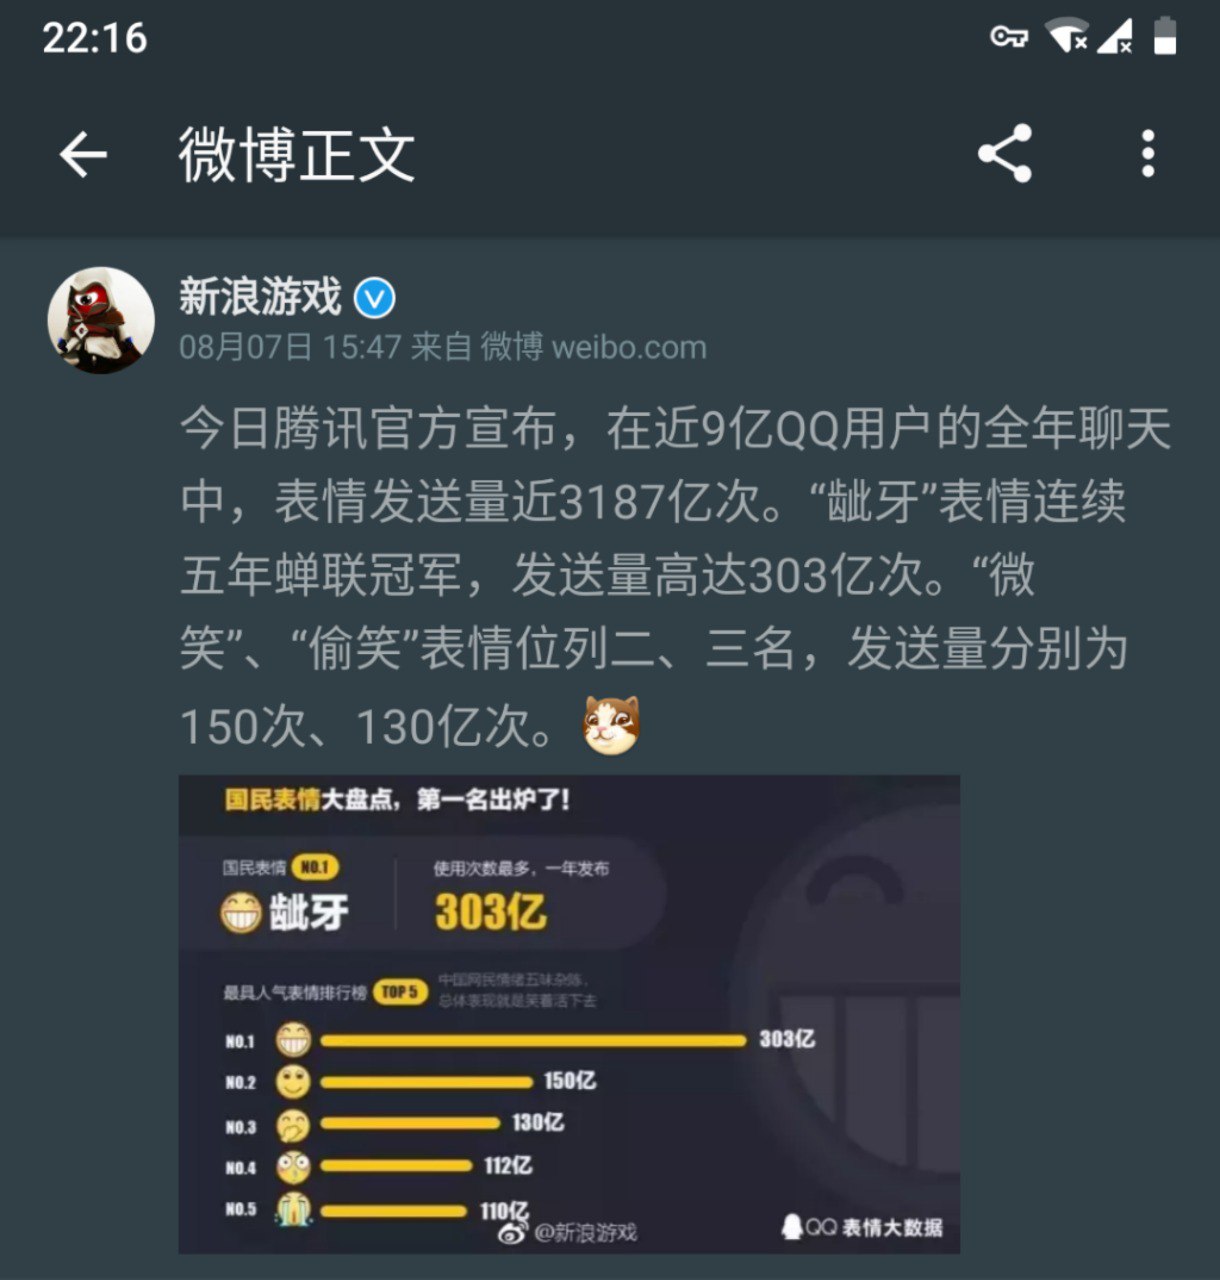 22:16
微博正文
新浪游戏
08月07日 15:47 来自 微博 weibo.com
今日腾讯官方宣布，在近9亿QQ用户的全年聊天
中，表情发送量近3187亿次。“龇牙”表情连续
五年蝉联冠军，发送量高达303亿次。“微
笑”、“偷笑”表情位列二、三名，发送量分别为
150次、130亿次。
国民表情大盘点，第一名出炉了！
国民表情 NO.1
龇牙
使用次数最多，一年发布
303亿
最具人气表情排行榜 TOP 5
中国网民情绪五味杂陈，
总体表现就是笑着活下去
NO.1 303亿
NO.2 150亿
NO.3 130亿
NO.4 112亿
NO.5 110亿
@新浪游戏
QQ 表情大数据